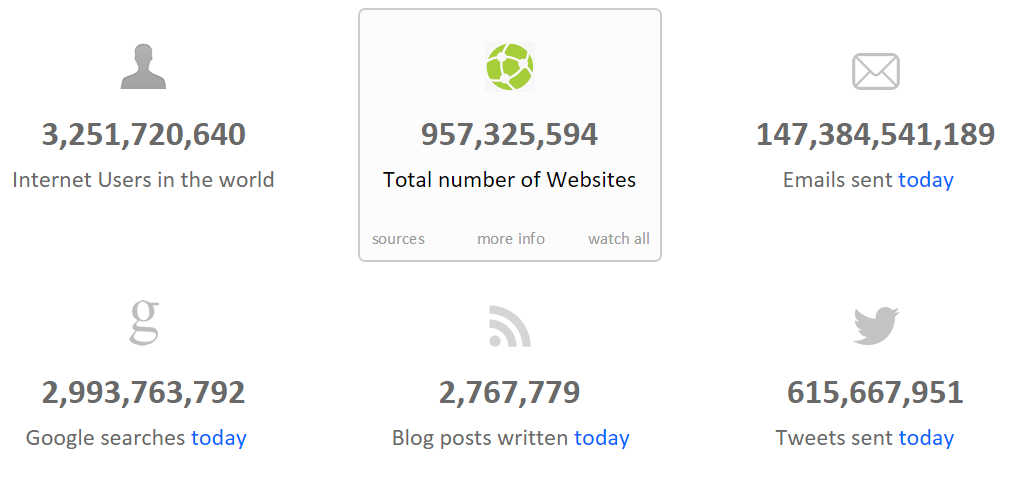 3,251,720,640
Internet Users in the world
957,325,594
Total number of Websites
sources more info watch all
147,384,541,189
Emails sent today
g
2,993,763,792
Google searches today
2,767,779
Blog posts written today
615,667,951
Tweets sent today